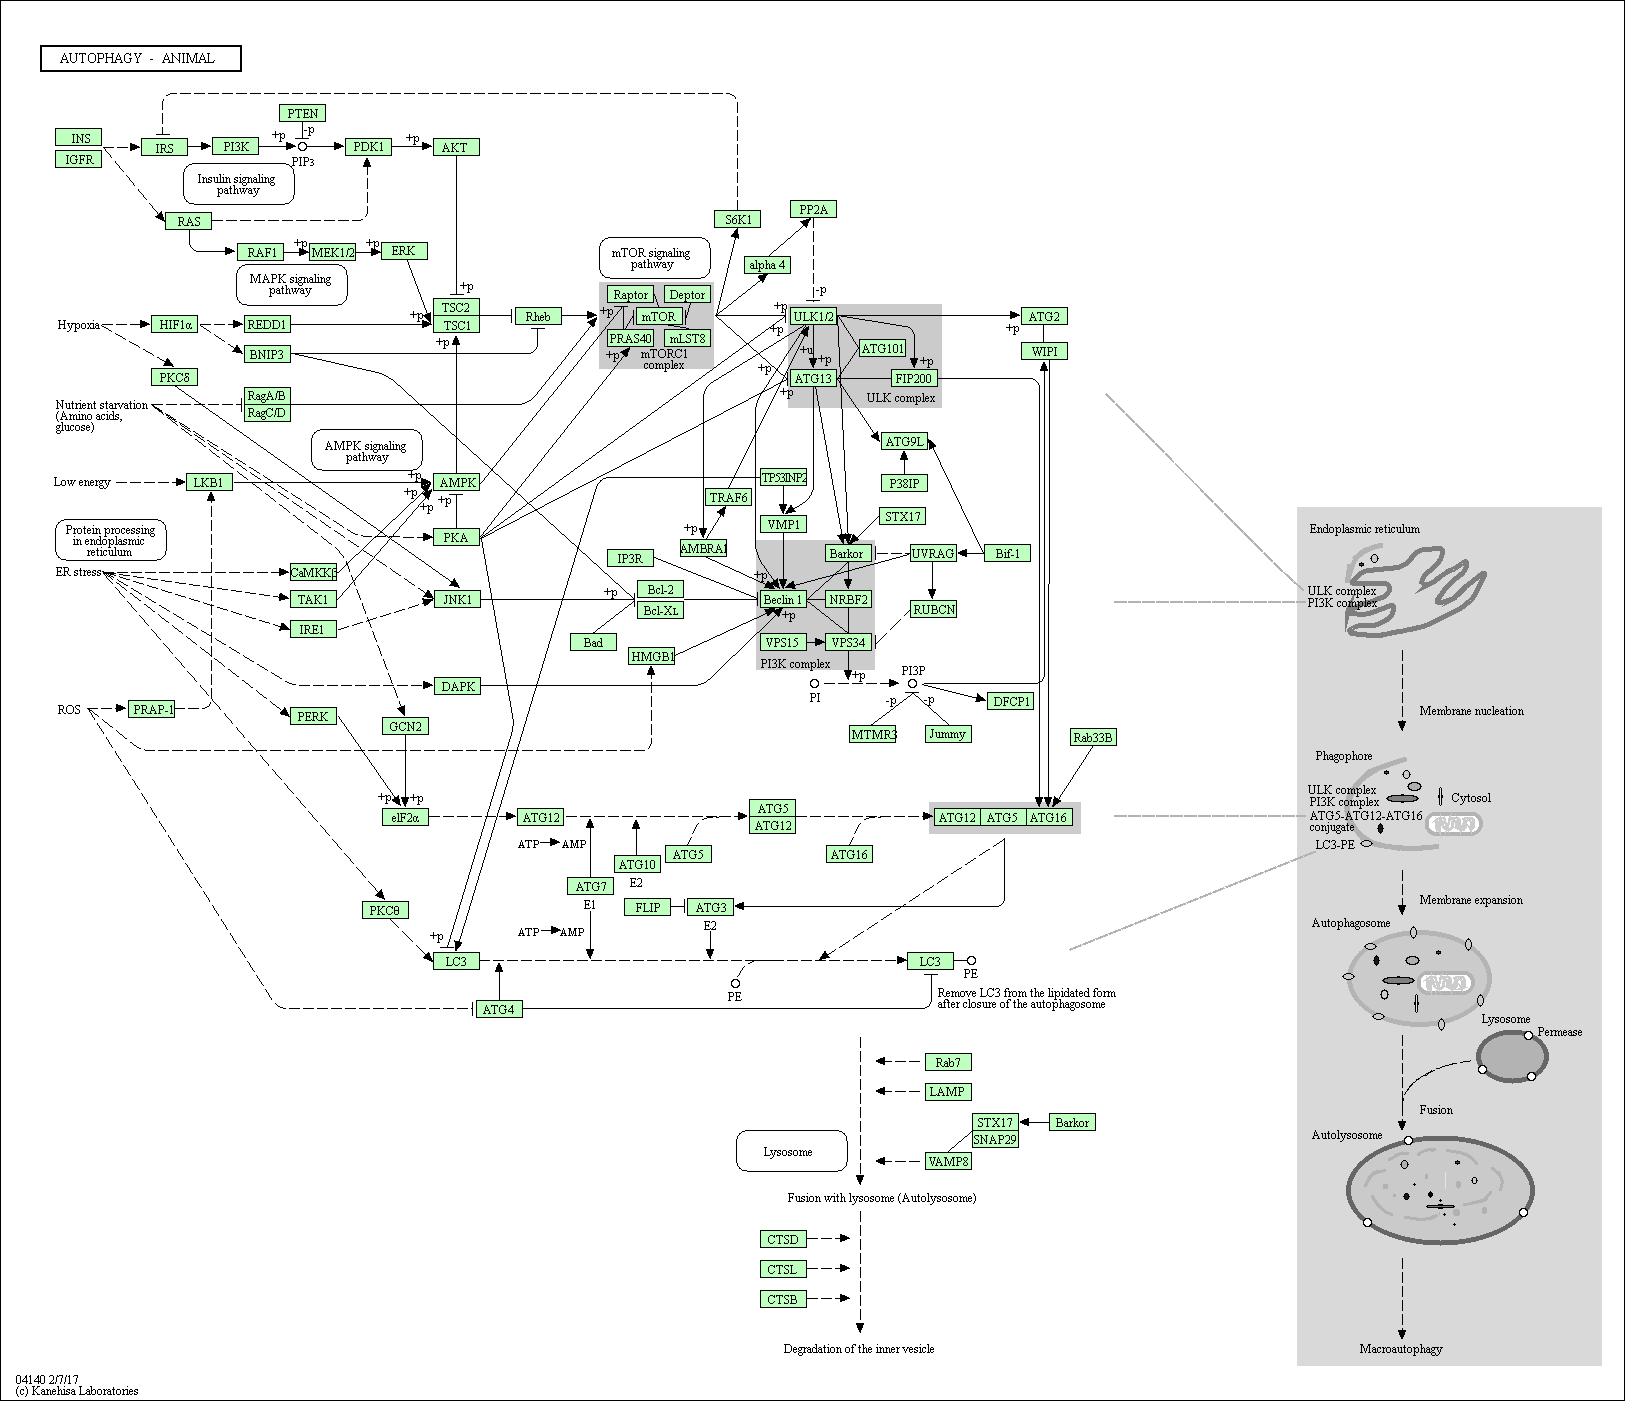 AUTOPHAGY - ANIMAL
PTEN
-p
INS
IGFR
IRS
PI3K
+p
PIP3
PDK1
+p
AKT
Insulin signaling
pathway
RAS
RAF1
+p
MEK1/2
+p
ERK
MAPK signaling
pathway
mTOR signaling
pathway
S6K1
PP2A
alpha 4
-p
+p
TSC2
TSC1
+p
+p
Rheb
+p
Raptor
Deptor
mTOR
PRAS40
mLST8
+p
mTORC1
complex
+p
+p
ULK1/2
ATG2
+p
WIPI
+u
+p
ATG101
+p
+p
+p
ATG13
FIP200
ULK complex
Hypoxia
HIF1α
REDD1
BNIP3
PKCδ
Nutrient starvation
(Amino acids,
glucose)
RagA/B
RagC/D
AMPK signaling
pathway
Low energy
LKB1
+p
+p
+p
+p
AMPK
ATG9L
P38IP
TP53INP2
TRAF6
VMP1
STX17
Protein processing
in endoplasmic
reticulum
PKA
+p
AMBRA1
IP3R
Barkor
UVRAG
Bif-1
ER stress
CaMKKβ
TAK1
IRE1
JNK1
+p
Bcl-2
Bcl-XL
Bad
+p
Beclin 1
+p
NRBF2
RUBCN
VPS15
VPS34
PI3K complex
+p
HMGB1
DAPK
PI
PI3P
DFCP1
-p
-p
MTMR3
Jummy
ROS
PRAP-1
PERK
GCN2
Rab33B
+p
+p
eIF2α
ATG12
ATG5
ATG12
ATG12
ATG5
ATG16
ATP
AMP
ATG10
E2
ATG5
ATG16
ATG7
E1
PKCθ
FLIP
ATG3
E2
ATP
AMP
+p
LC3
LC3
PE
PE
ATG4
Remove LC3 from the lipidated form
after closure of the autophagosome
Rab7
LAMP
STX17
SNAP29
Barkor
VAMP8
Lysosome
Fusion with lysosome (Autolysosome)
CTSD
CTSL
CTSB
Degradation of the inner vesicle
Endoplasmic reticulum
ULK complex
PI3K complex
Membrane nucleation
Phagophore
ULK complex
PI3K complex
Cytosol
ATG5-ATG12-ATG16
conjugate
LC3-PE
Membrane expansion
Autophagosome
Lysosome
Permease
Fusion
Autolysosome
Macroautophagy
04140 2/7/17
(c) Kanehisa Laboratories